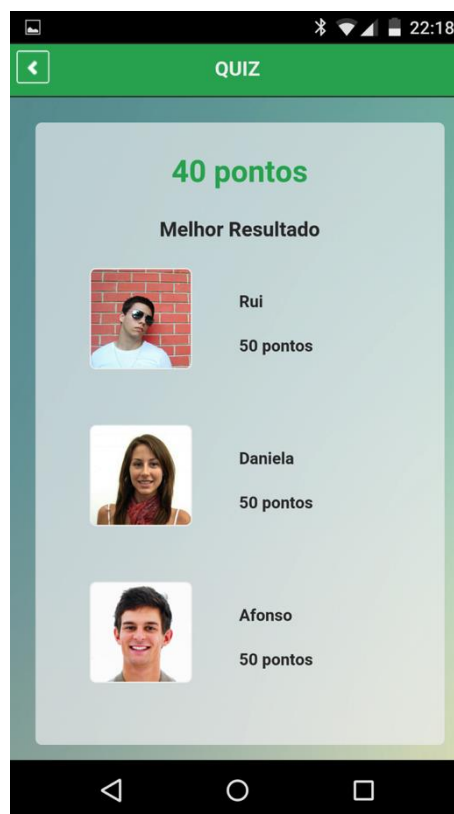 22:18
QUIZ
40 pontos
Melhor Resultado
Rui
50 pontos
Daniela
50 pontos
Afonso
50 pontos